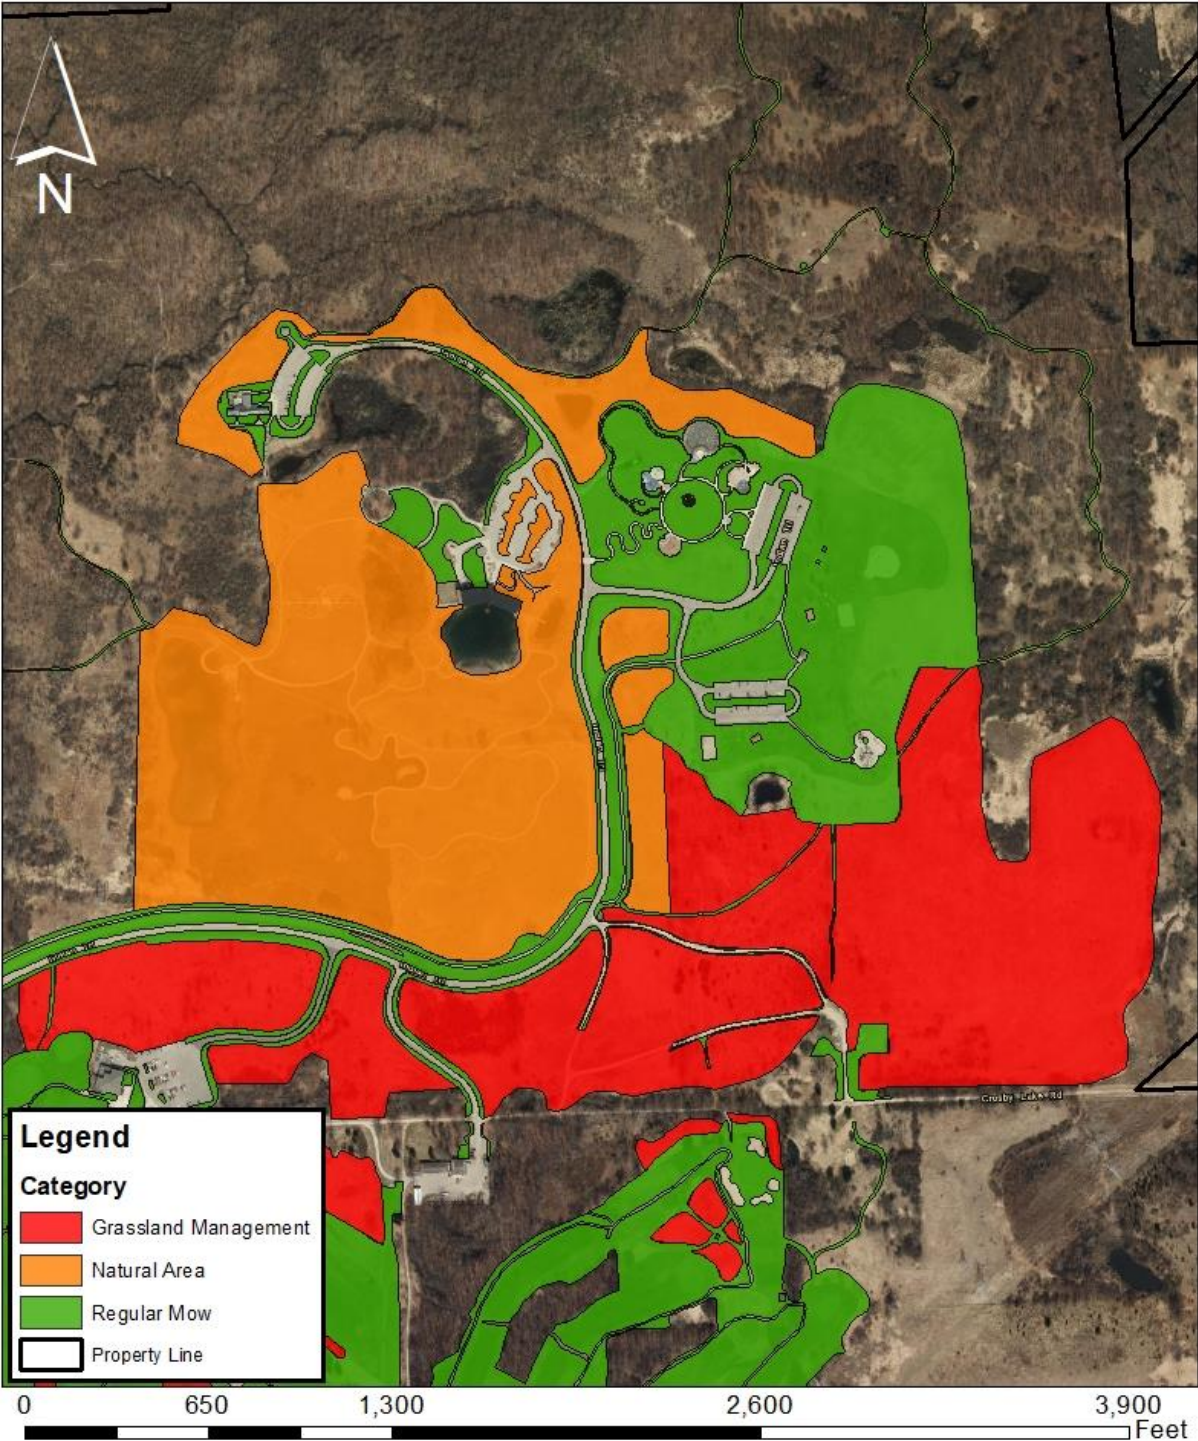 N
Crosby Lake Rd
Legend
Category
Grassland Management
Natural Area
Regular Mow
Property Line
0 650 1,300 2,600 3,900
Feet